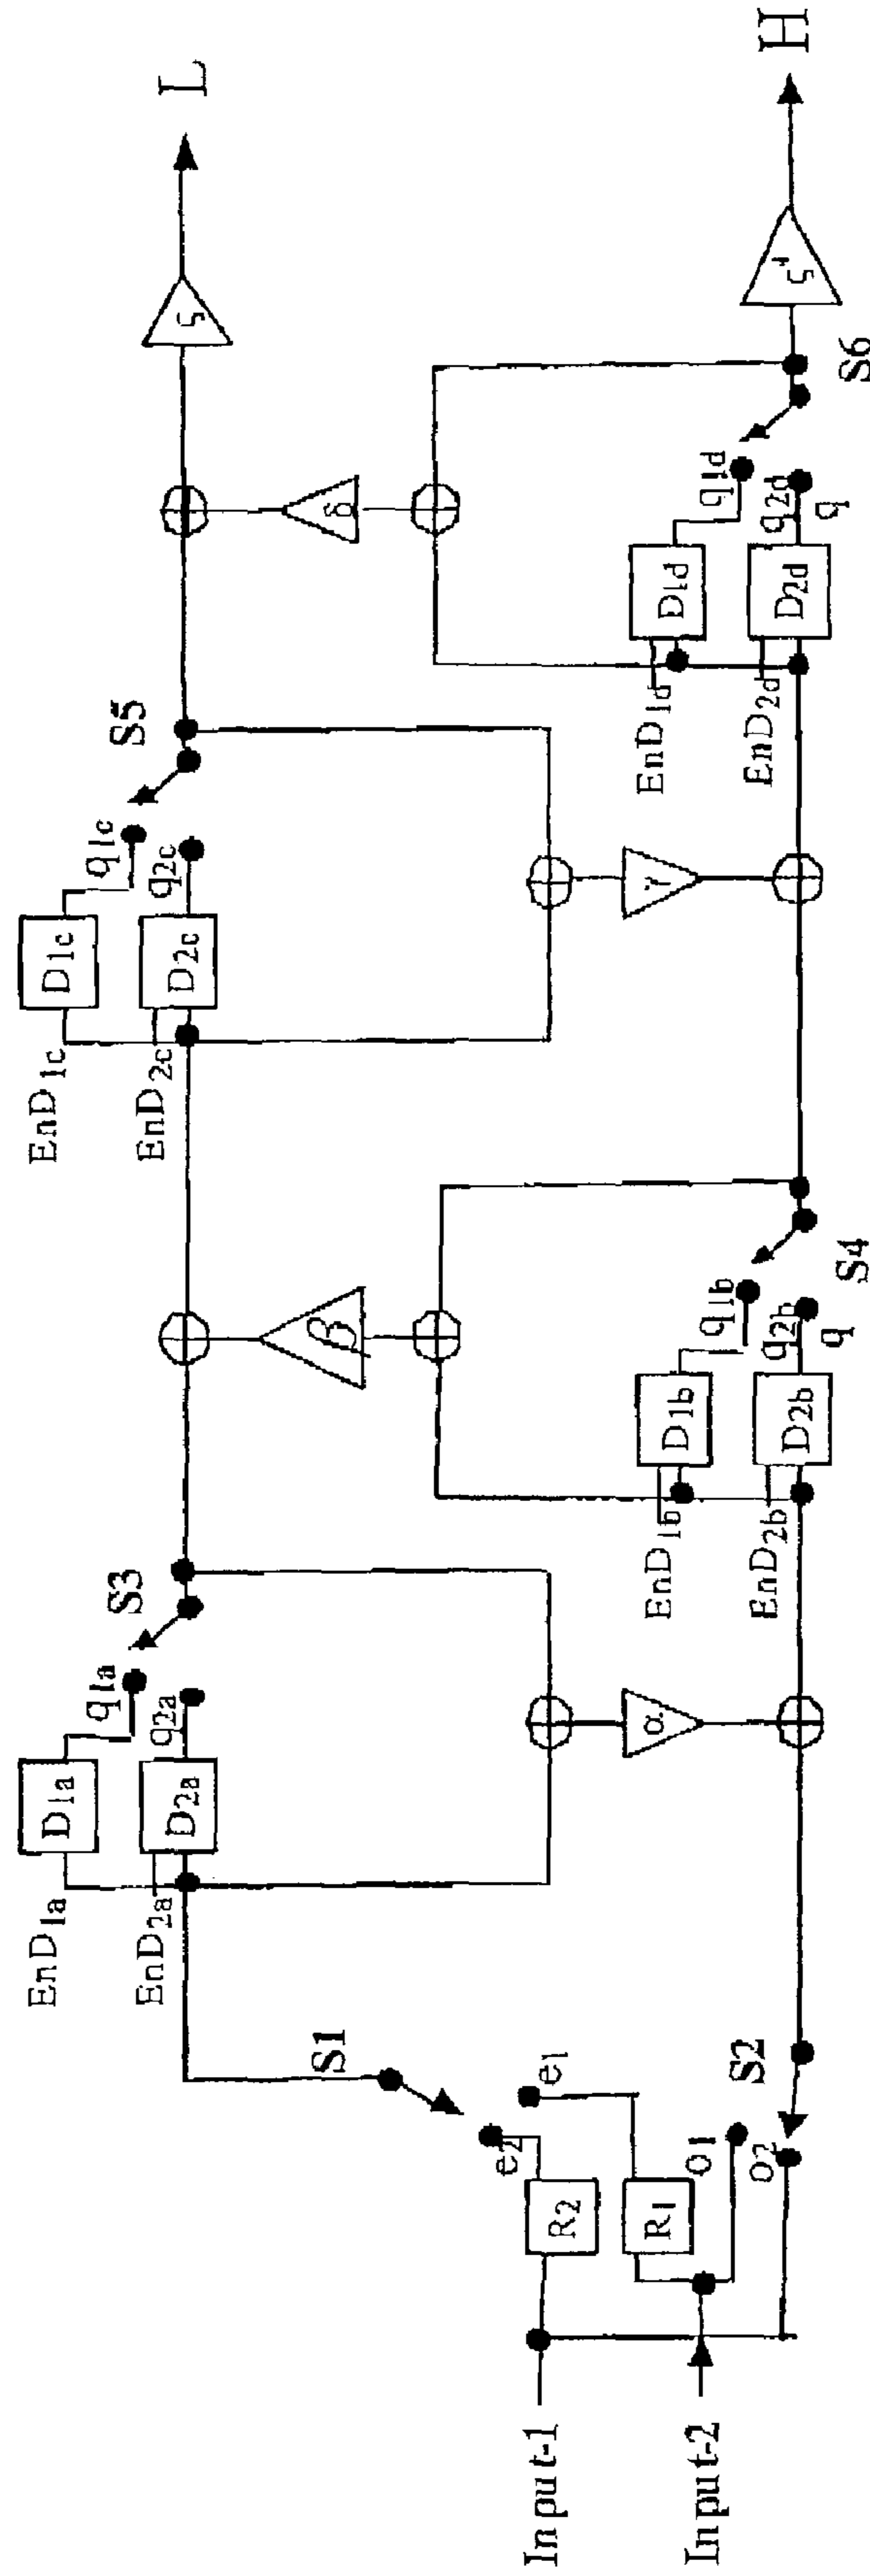 Input-1
Input-2
R2
R1
e2
e1
o1
o2
S1
S2
EnD1a
EnD2a
D1a
D2a
q1a
q2a
S3
α
EnD1b
EnD2b
D1b
D2b
q1b
q2b
q
S4
β
EnD1c
EnD2c
D1c
D2c
q1c
q2c
S5
γ
EnD1d
EnD2d
D1d
D2d
q1d
q2d
q
S6
δ
ς
L
H